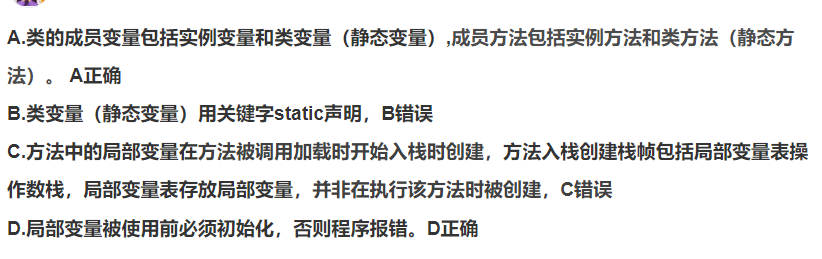 A.类的成员变量包括实例变量和类变量（静态变量）,成员方法包括实例方法和类方法（静态方
法）。 A正确
B.类变量（静态变量）用关键字static声明，B错误
C.方法中的局部变量在方法被调用加载时开始入栈时创建，方法入栈创建栈帧包括局部变量表操
作数栈，局部变量表存放局部变量，并非在执行该方法时被创建，C错误
D.局部变量被使用前必须初始化，否则程序报错。D正确